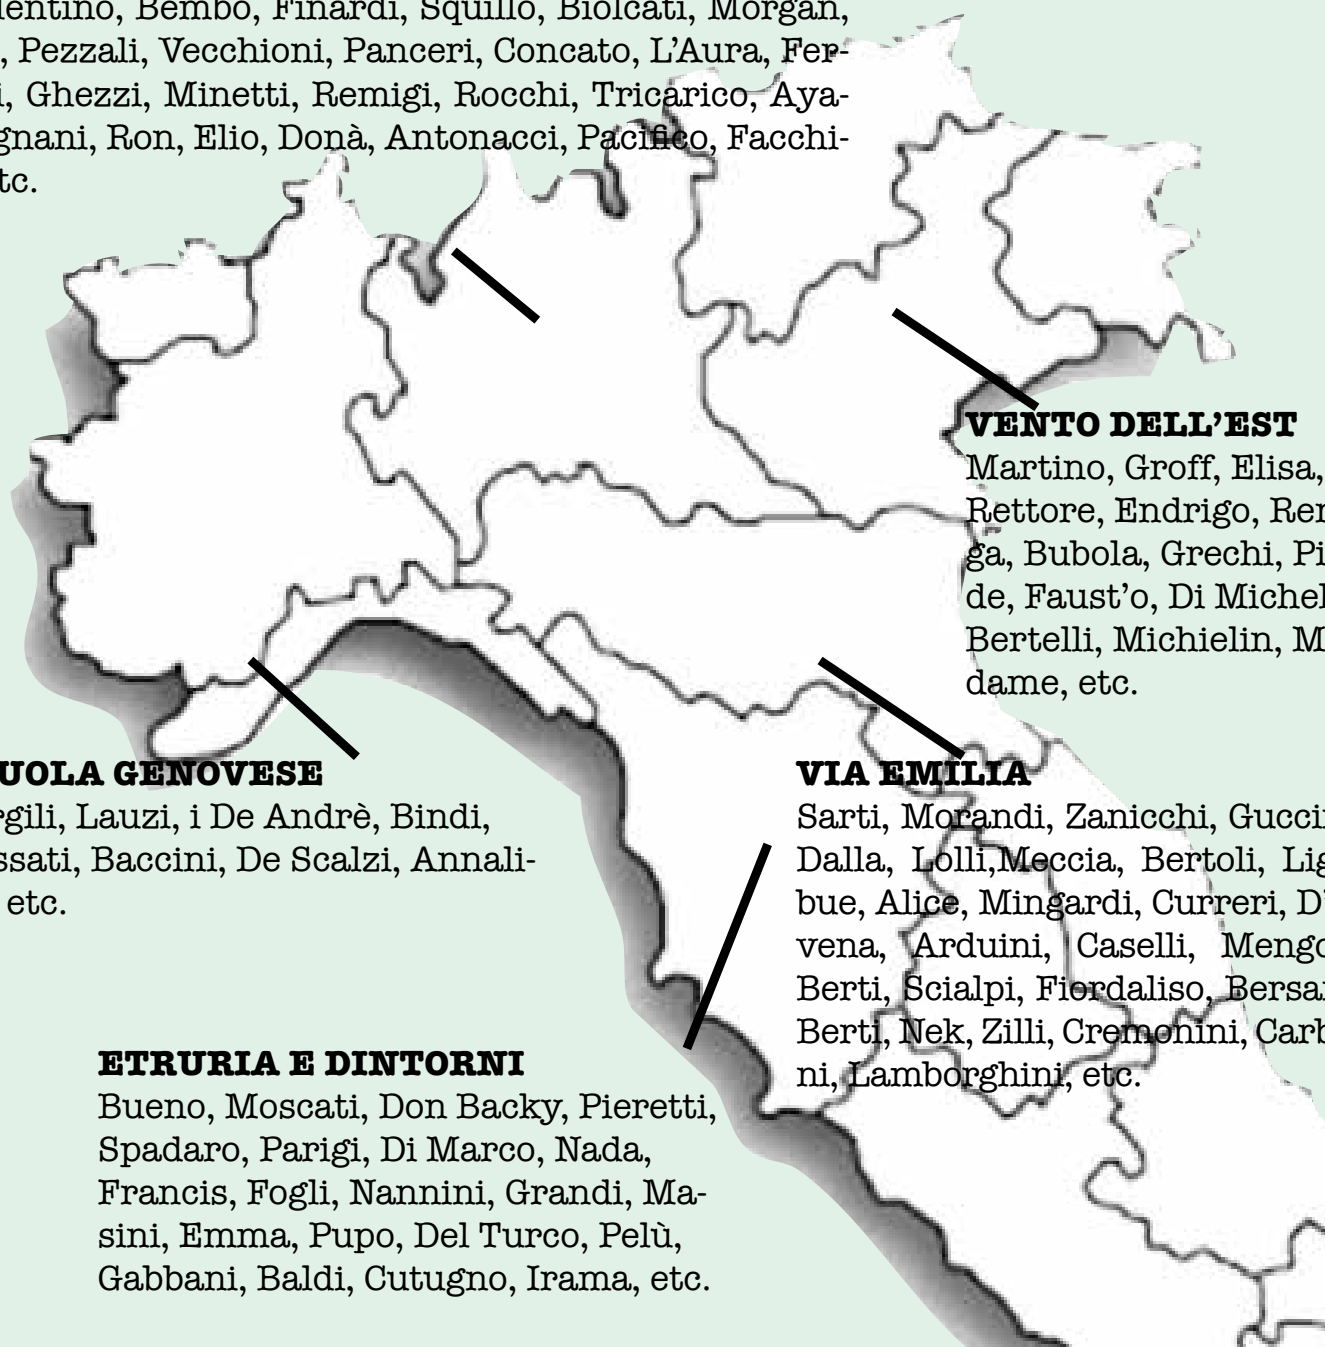 lentino, Bembo, Finardi, Squillo, Biolcati, Morgan,
, Pezzali, Vecchioni, Panceri, Concato, L’Aura, Fer-
i, Ghezzi, Minetti, Remigi, Rocchi, Tricarico, Aya-
gnani, Ron, Elio, Donà, Antonacci, Pacifico, Facchi-
tc.
VENTO DELL’EST
Martino, Groff, Elisa,
Rettore, Endrigo, Ren
ga, Bubola, Grechi, Pi
de, Faust’o, Di Michel
Bertelli, Michielin, M
dame, etc.
UOLA GENOVESE
rgili, Lauzi, i De Andrè, Bindi,
ssati, Baccini, De Scalzi, Annali-
etc.
VIA EMILIA
Sarti, Morandi, Zanicchi, Gucci
Dalla, Lolli,Meccia, Bertoli, Lig
bue, Alice, Mingardi, Curreri, D’
vena, Arduini, Caselli, Mengo
Berti, Scialpi, Fiordaliso, Bersa
Berti, Nek, Zilli, Cremonini, Carb
ni, Lamborghini, etc.
ETRURIA E DINTORNI
Bueno, Moscati, Don Backy, Pieretti,
Spadaro, Parigi, Di Marco, Nada,
Francis, Fogli, Nannini, Grandi, Ma-
sini, Emma, Pupo, Del Turco, Pelù,
Gabbani, Baldi, Cutugno, Irama, etc.